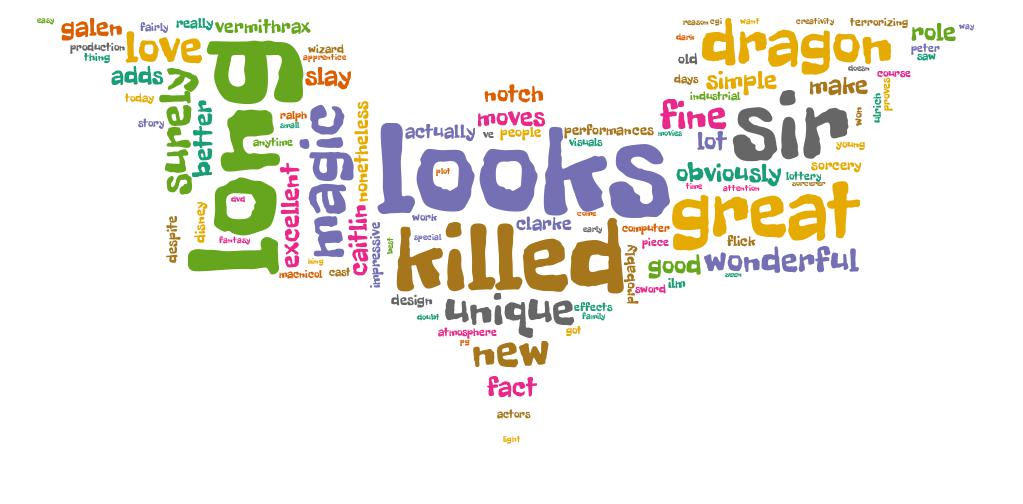 easy
galen
fairly
really
vermithrax
production
thing
love
wizard
apprentice
adds
surely
long
slay
today
better
ralph
small
story
anytime
magic
nonetheless
dvd
excellent
despite
disney
fantasy
king
macnicol
cast
caitlin
impressive
best
notch
moves
actually
ve
people
performances
visuals
looks
plot
work
clarke
come
early
special
killed
computer
piece
probably
sword
ilm
design
unique
effects
doubt
family
atmosphere
got
pg
new
fact
actors
light
reason
cgi
want
creativity
terrorizing
role
way
dark
dragon
peter
saw
old
days
simple
doesn
course
make
proves
industrial
fine
movies
lot
sir
won
ulrich
young
obviously
lottery
sorcery
sorcerer
time
attention
great
flick
good
wonderful